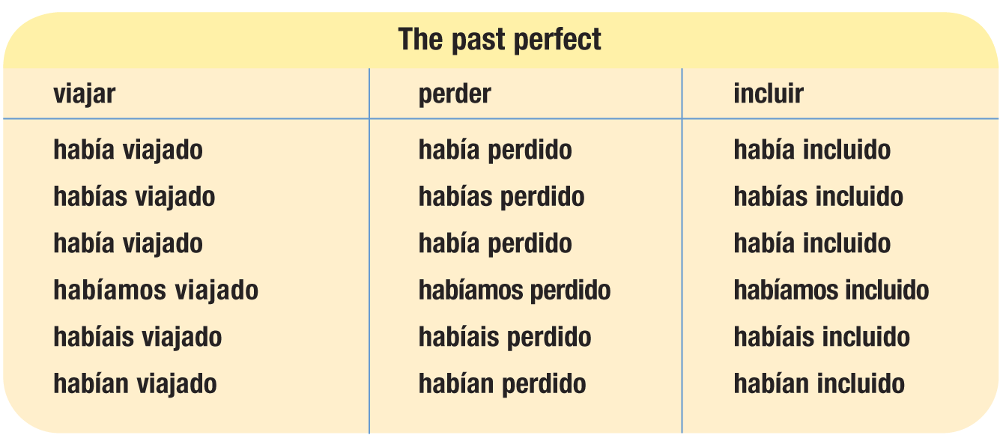 The past perfect
viajar perder incluir
había viajado había perdido había incluido
habías viajado habías perdido habías incluido
había viajado había perdido había incluido
habíamos viajado habíamos perdido habíamos incluido
habíais viajado habíais perdido habíais incluido
habían viajado habían perdido habían incluido